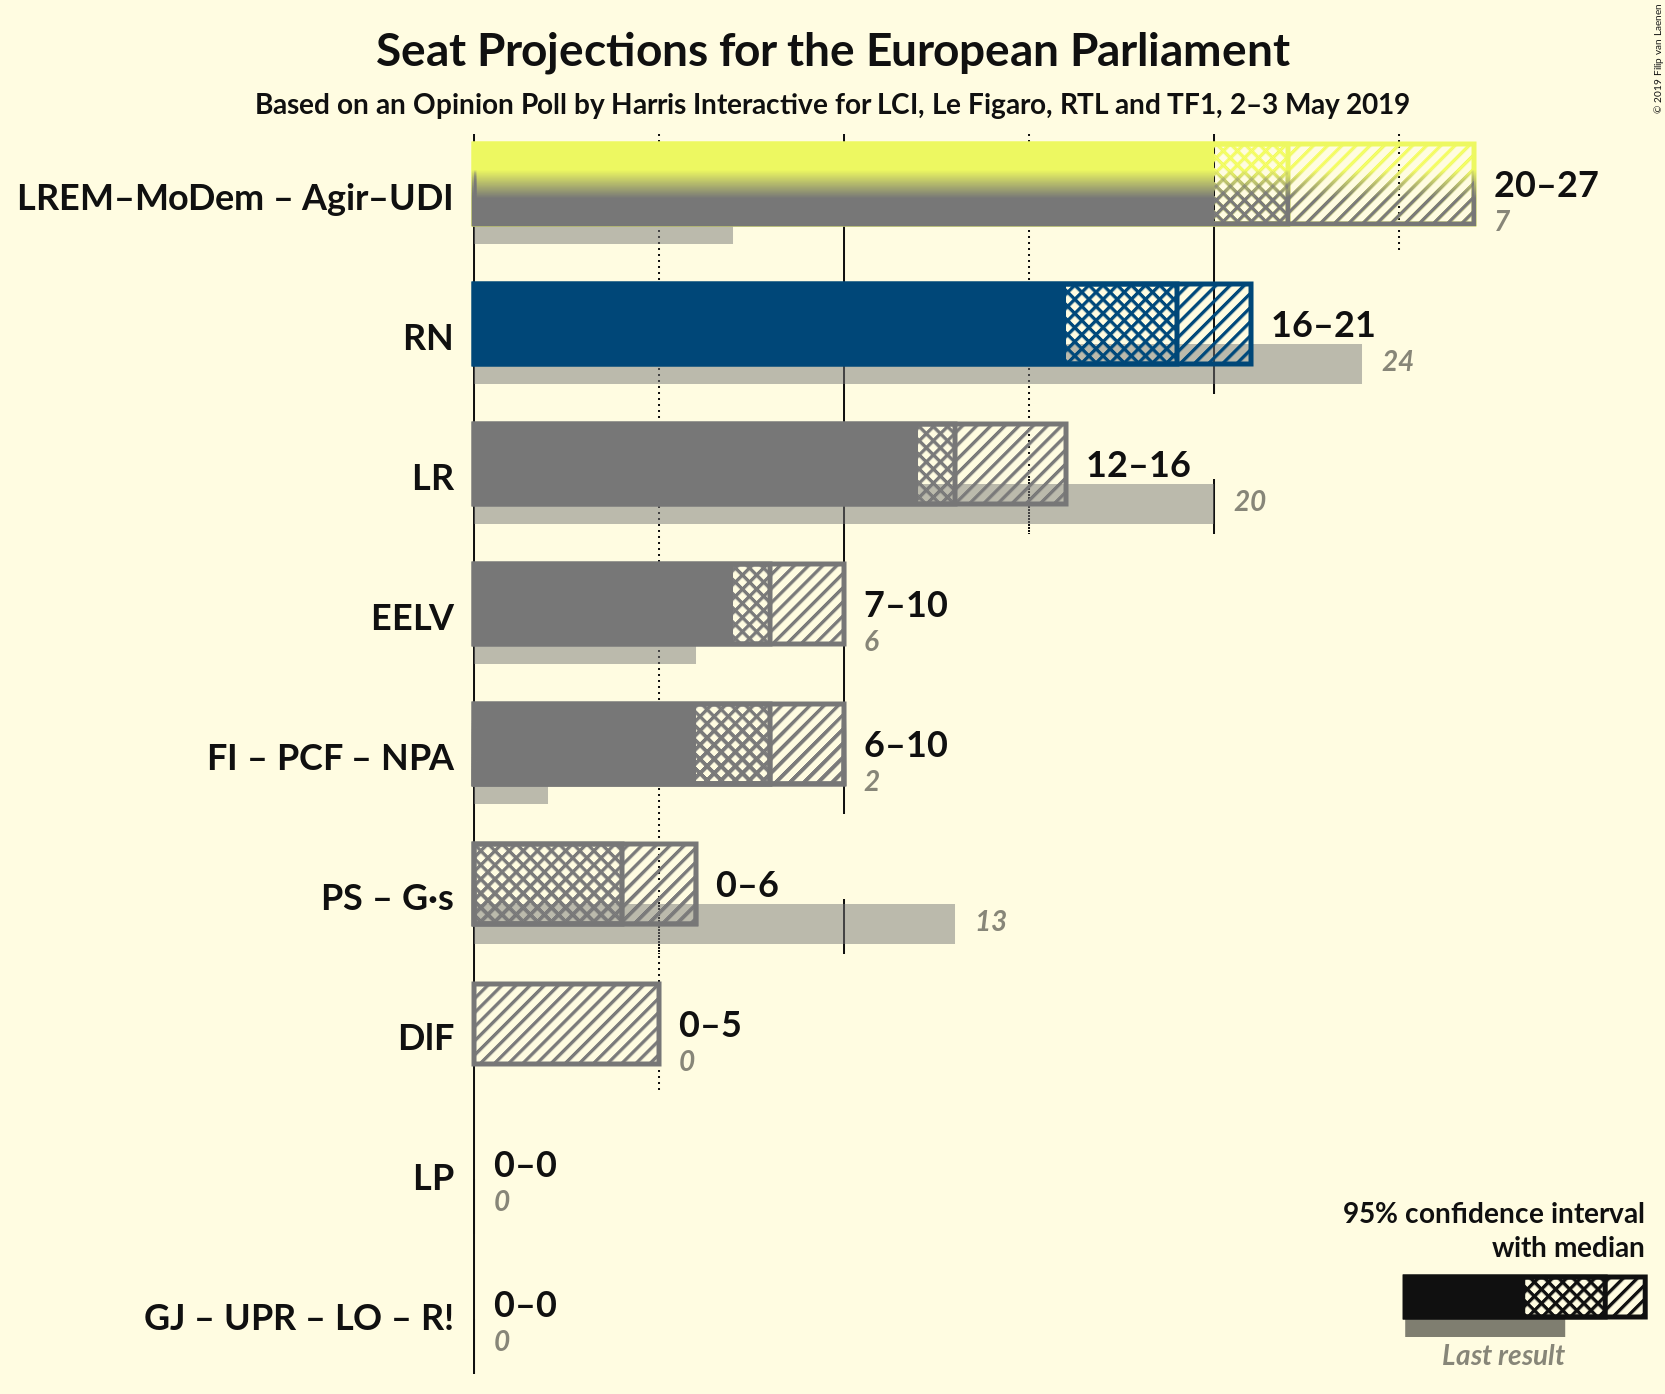 Seat Projections for the European Parliament
Based on an Opinion Poll by Harris Interactive for LCI, Le Figaro, RTL and TF1, 2–3 May 2019
© 2019 Filip van Laenen
LREM–MoDem – Agir–UDI
20–27
7
RN
16–21
24
LR
12–16
20
EELV
7–10
6
FI – PCF – NPA
6–10
2
PS – G·s
0–6
13
DlF
0–5
0
LP
0–0
0
GJ – UPR – LO – R!
0–0
0
95% confidence interval
with median
Last result